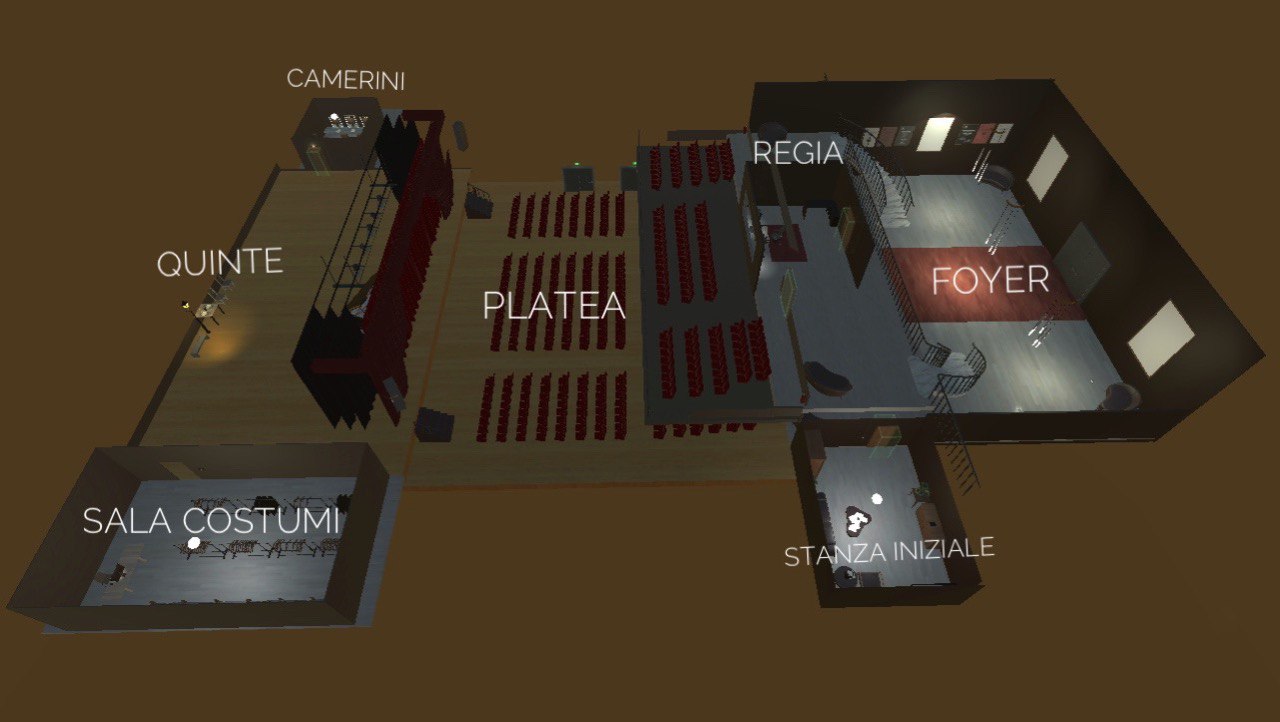 CAMERINI
REGIA
QUINTE
PLATEA
FOYER
SALA COSTUMI
STANZA INIZIALE